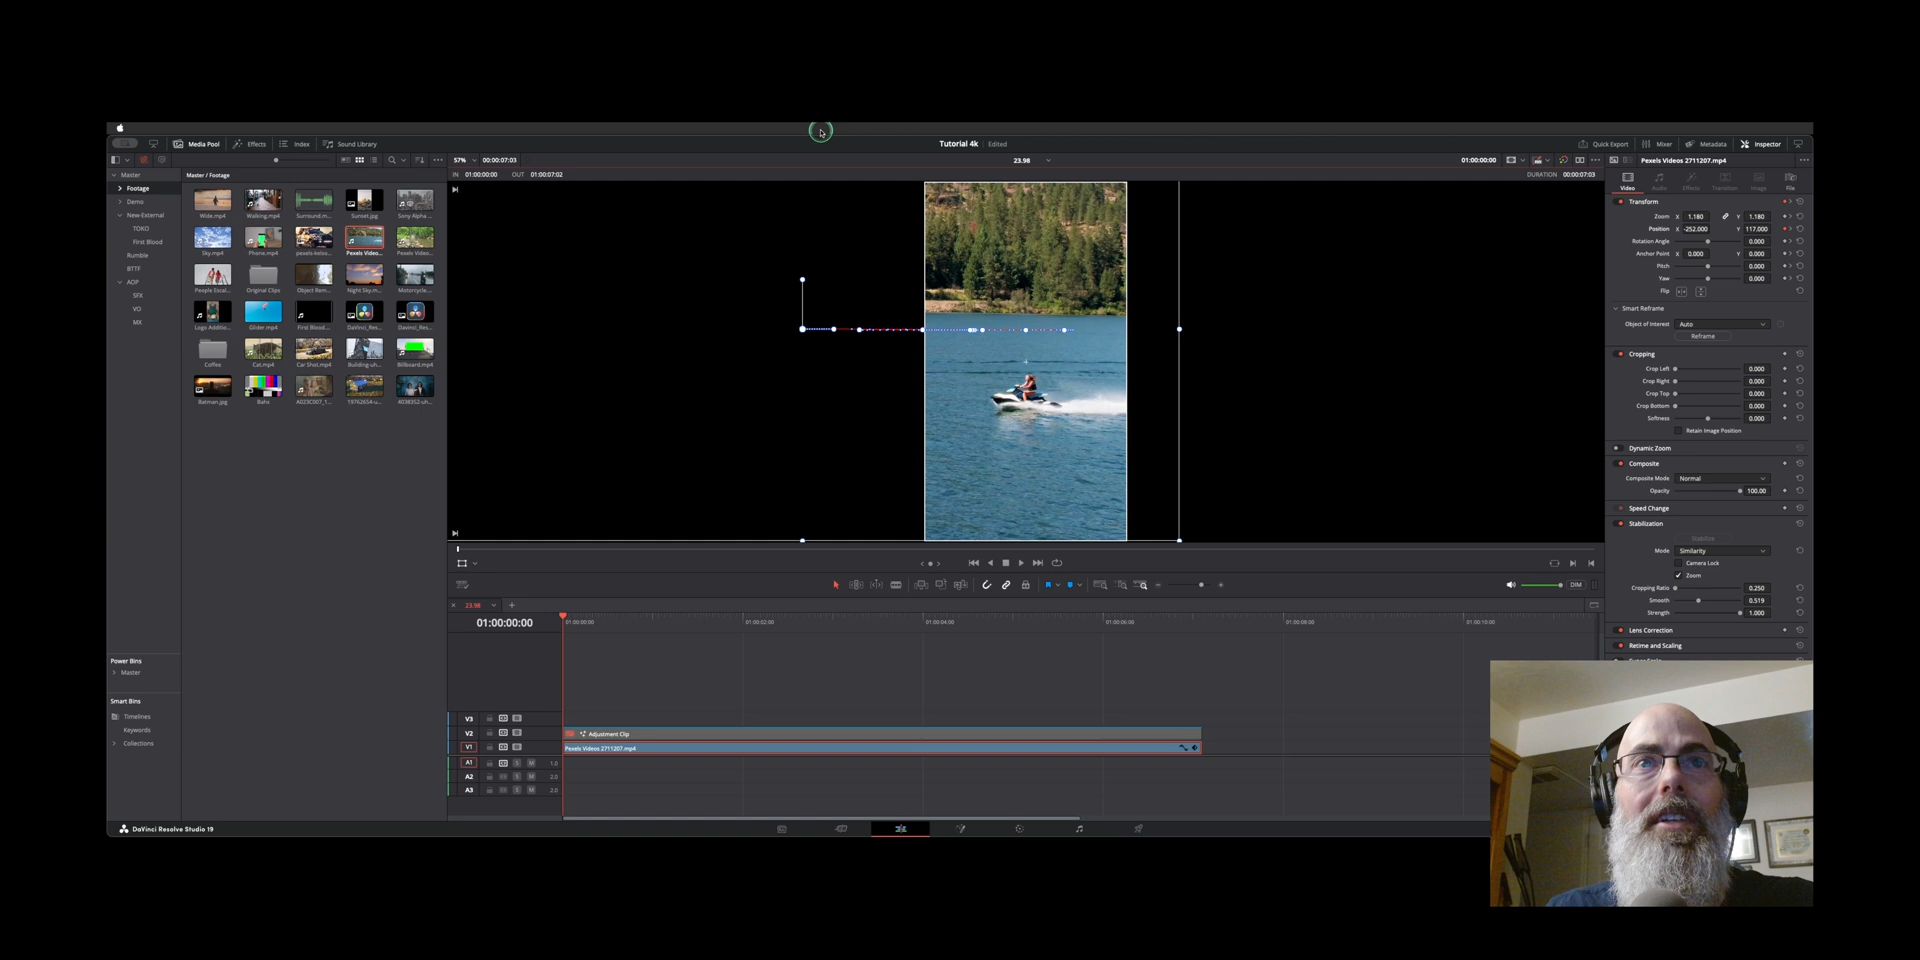 Media Pool Effects Index Sound Library Tutorial 4k Edited Quick Export Mixer Metadata Inspector
57% 00:00:07:03 23.98 01:00:00:00 Pexels Videos 2711207.mp4
IN 01:00:00:00 OUT 01:00:07:02 DURATION 00:00:07:03
Master
Footage
Demo
New-External
TOKO
First Blood
Rumble
BTTF
AOP
SFX
VO
MX
Power Bins
Master
Smart Bins
Timelines
Keywords
Collections
Master / Footage
Wide.mp4 Walking.mp4 Surround.m... Sunset.jpg Sony Alpha ...
Sky.mp4 Phone.mp4 pexels-kelso... Pexels Video... Pexels Video...
People Escal... Original Clips Object Rem... Night Sky.m... Motorcycle....
Logo Additio... Glider.mp4 First Blood... DaVinci_Res... Davinci_Res...
Coffee Cat.mp4 Car Shot.mp4 Building-uh... Billboard.mp4
Batman.jpg Bars A023C007_1... 19762654-u... 4038352-uh...
Video Audio Effects Transition Image File
Transform
Zoom X 1.180 Y 1.180
Position X -252.000 Y 117.000
Rotation Angle 0.000
Anchor Point X 0.000 Y 0.000
Pitch 0.000
Yaw 0.000
Flip
Smart Reframe
Object of Interest Auto
Reframe
Cropping
Crop Left 0.000
Crop Right 0.000
Crop Top 0.000
Crop Bottom 0.000
Softness 0.000
Retain Image Position
Dynamic Zoom
Composite
Composite Mode Normal
Opacity 100.00
Speed Change
Stabilization
Stabilize
Mode Similarity
Camera Lock
Zoom
Cropping Ratio 0.250
Smooth 0.519
Strength 1.000
Lens Correction
Retime and Scaling
DIM
23.98
01:00:00:00 01:00:00:00 01:00:02:00 01:00:04:00 01:00:06:00 01:00:08:00 01:00:10:00
V3
V2 Adjustment Clip
V1 Pexels Videos 2711207.mp4
A1 S M 1.0
A2 S M 2.0
A3 S M 2.0
DaVinci Resolve Studio 19